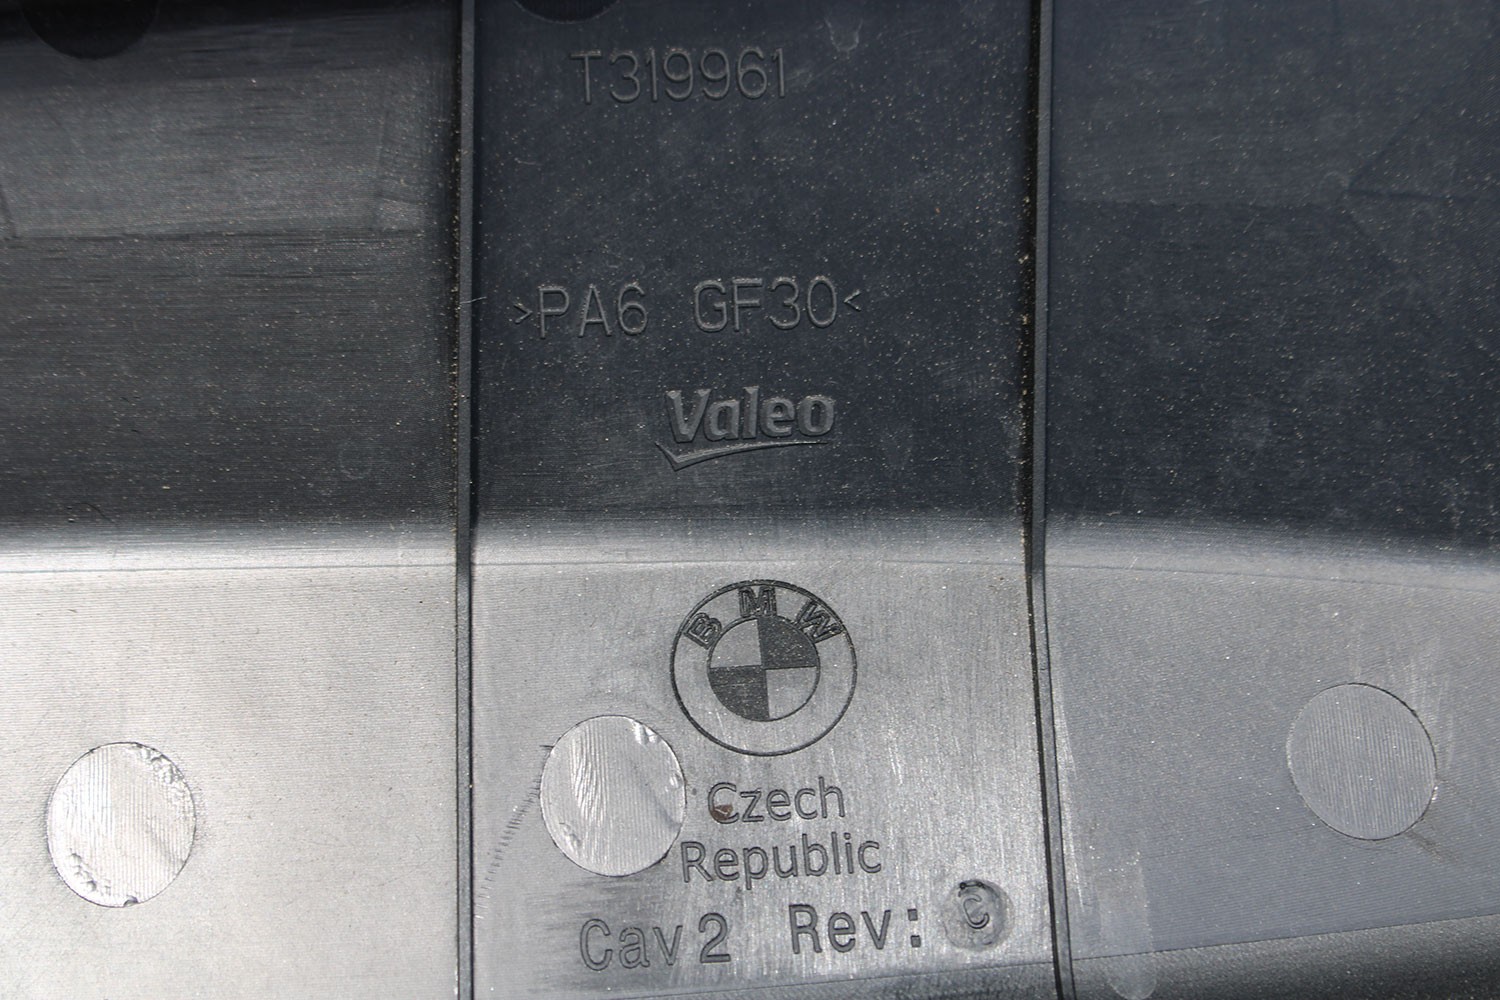 T319961
>PA6 GF30<
Valeo
BMW
Czech
Republic
Cav2 Rev: C